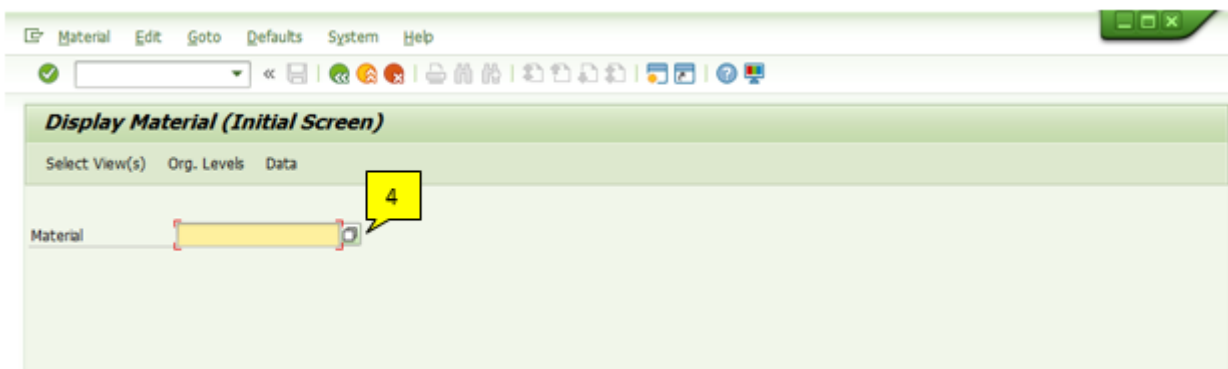 Material Edit Goto Defaults System Help
Display Material (Initial Screen)
Select View(s) Org. Levels Data
4
Material